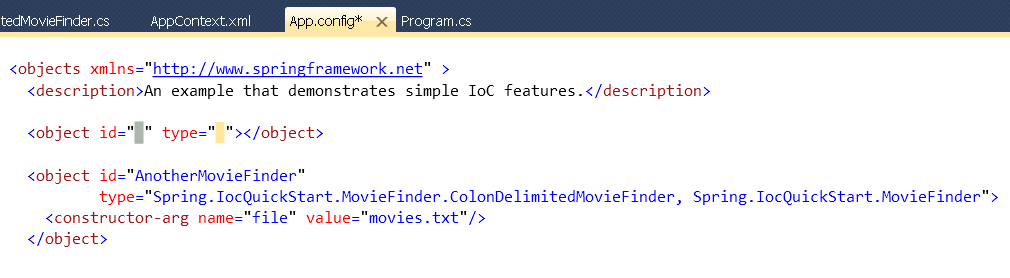 tedMovieFinder.cs AppContext.xml App.config* Program.cs
<objects xmlns="http://www.springframework.net" >
<description>An example that demonstrates simple IoC features.</description>
<object id=" " type=" "></object>
<object id="AnotherMovieFinder"
type="Spring.IocQuickStart.MovieFinder.ColonDelimitedMovieFinder, Spring.IocQuickStart.MovieFinder">
<constructor-arg name="file" value="movies.txt"/>
</object>